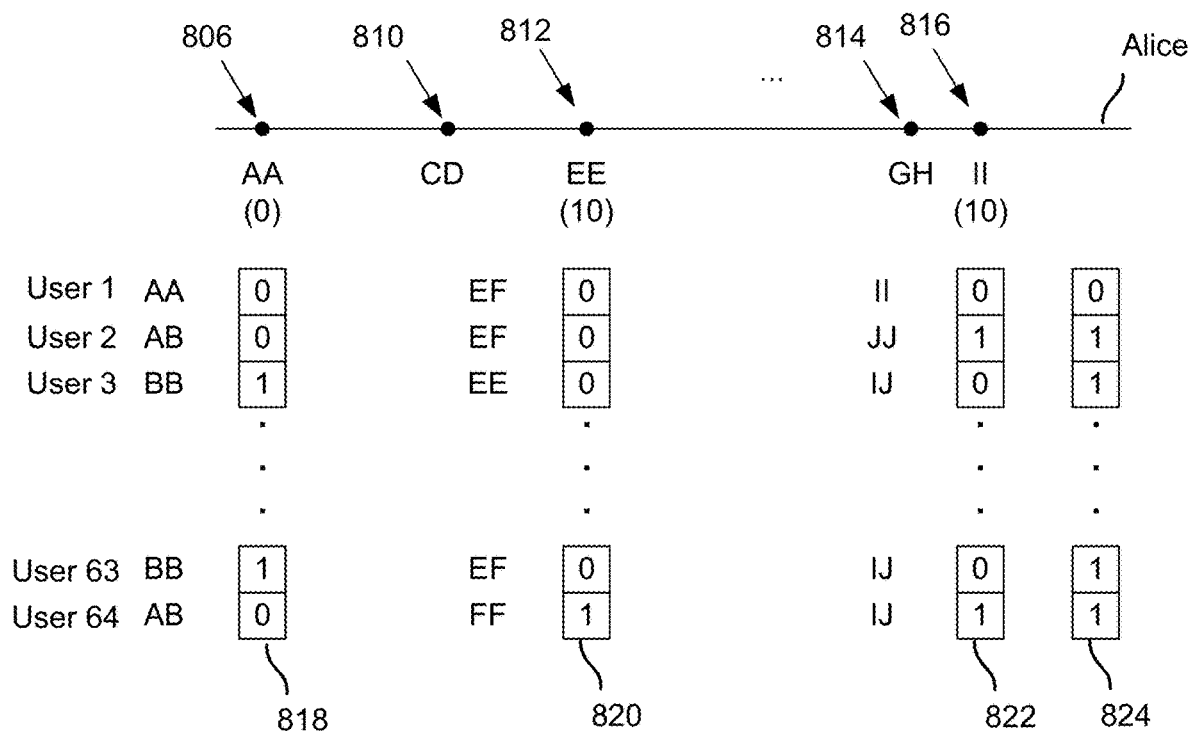 806 810 812 814 816 Alice
...
AA CD EE GH II
(0) (10) (10)
User 1 AA 0 EF 0 II 0 0
User 2 AB 0 EF 0 JJ 1 1
User 3 BB 1 EE 0 IJ 0 1
User 63 BB 1 EF 0 IJ 0 1
User 64 AB 0 FF 1 IJ 1 1
818 820 822 824